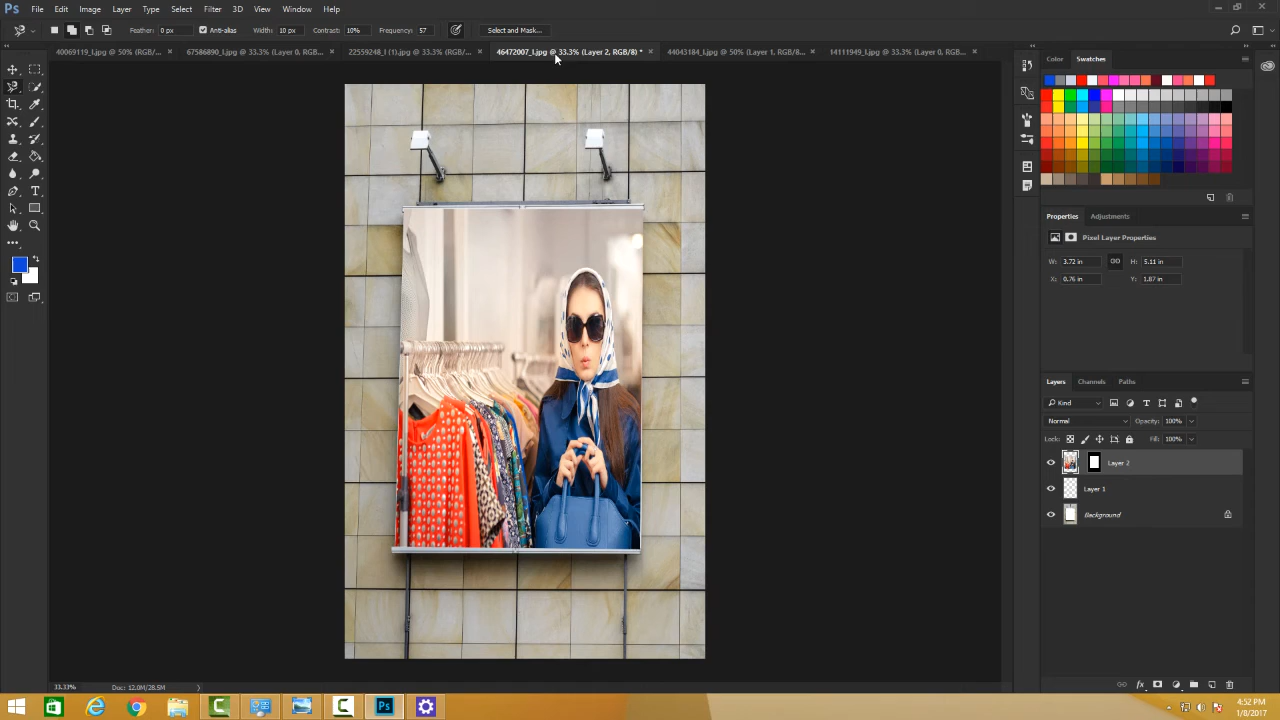 Ps File Edit Image Layer Type Select Filter 3D View Window Help
Feather: 0 px Anti-alias Width: 10 px Contrast: 10% Frequency: 57 Select and Mask...
40069119_l.jpg @ 50% (RGB/... × 67586890_l.jpg @ 33.3% (Layer 0, RGB/... × 22559248_l (1).jpg @ 33.3% (RGB/... × 46472007_l.jpg @ 33.3% (Layer 2, RGB/8) * × 44043184_l.jpg @ 50% (Layer 1, RGB/8... × 14111949_l.jpg @ 33.3% (Layer 0, RGB... ×
Color Swatches
Properties Adjustments
Pixel Layer Properties
W: 3.72 in H: 5.11 in
X: 0.76 in Y: 1.87 in
Layers Channels Paths
Kind
Normal Opacity: 100%
Lock: Fill: 100%
Layer 2
Layer 1
Background
33.33% Doc: 12.0M/28.5M
Ps
4:52 PM
1/8/2017